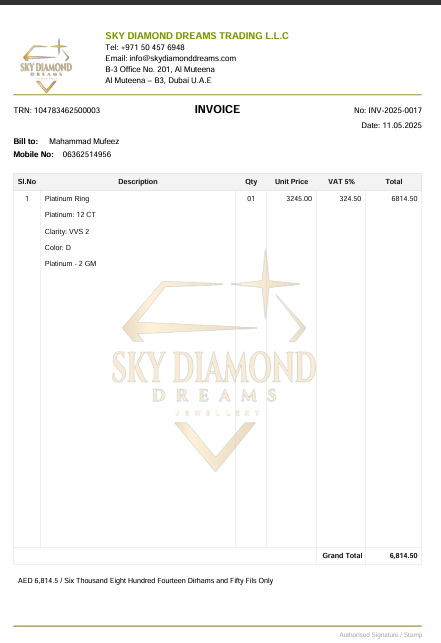 SKY DIAMOND DREAMS TRADING L.L.C
Tel: +971 50 457 6948
Email: info@skydiamonddreams.com
B-3 Office No. 201, Al Muteena
Al Muteena – B3, Dubai U.A.E
SKY DIAMOND
DREAMS
TRN: 104783462500003 INVOICE No: INV-2025-0017
Date: 11.05.2025
Bill to: Mahammad Mufeez
Mobile No: 06362514956
Sl.No Description Qty Unit Price VAT 5% Total
1 Platinum Ring 01 3245.00 324.50 6814.50
Platinum: 12 CT
Clarity: VVS 2
Color: D
Platinum - 2 GM
SKY DIAMOND
DREAMS
JEWELLERY
Grand Total 6,814.50
AED 6,814.5 / Six Thousand Eight Hundred Fourteen Dirhams and Fifty Fils Only
Authorised Signature / Stamp